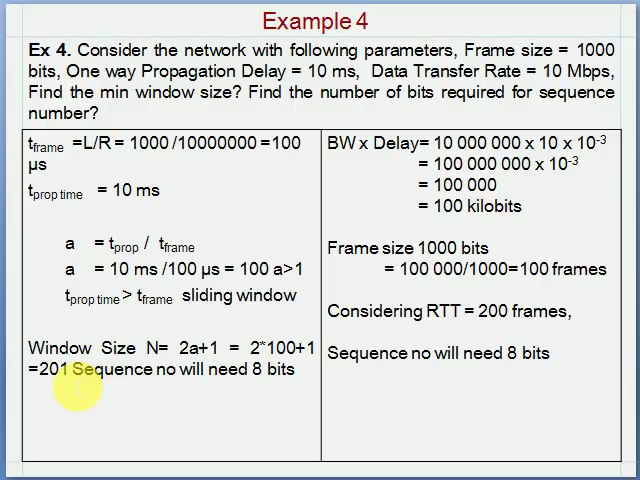 Example 4
Ex 4. Consider the network with following parameters, Frame size = 1000
bits, One way Propagation Delay = 10 ms, Data Transfer Rate = 10 Mbps,
Find the min window size? Find the number of bits required for sequence
number?
tframe =L/R = 1000 /10000000 =100
µs
tprop time = 10 ms
a = tprop / tframe
a = 10 ms /100 µs = 100 a>1
tprop time > tframe sliding window
Window Size N= 2a+1 = 2*100+1
=201 Sequence no will need 8 bits
BW x Delay= 10 000 000 x 10 x 10-3
= 100 000 000 x 10-3
= 100 000
= 100 kilobits
Frame size 1000 bits
= 100 000/1000=100 frames
Considering RTT = 200 frames,
Sequence no will need 8 bits